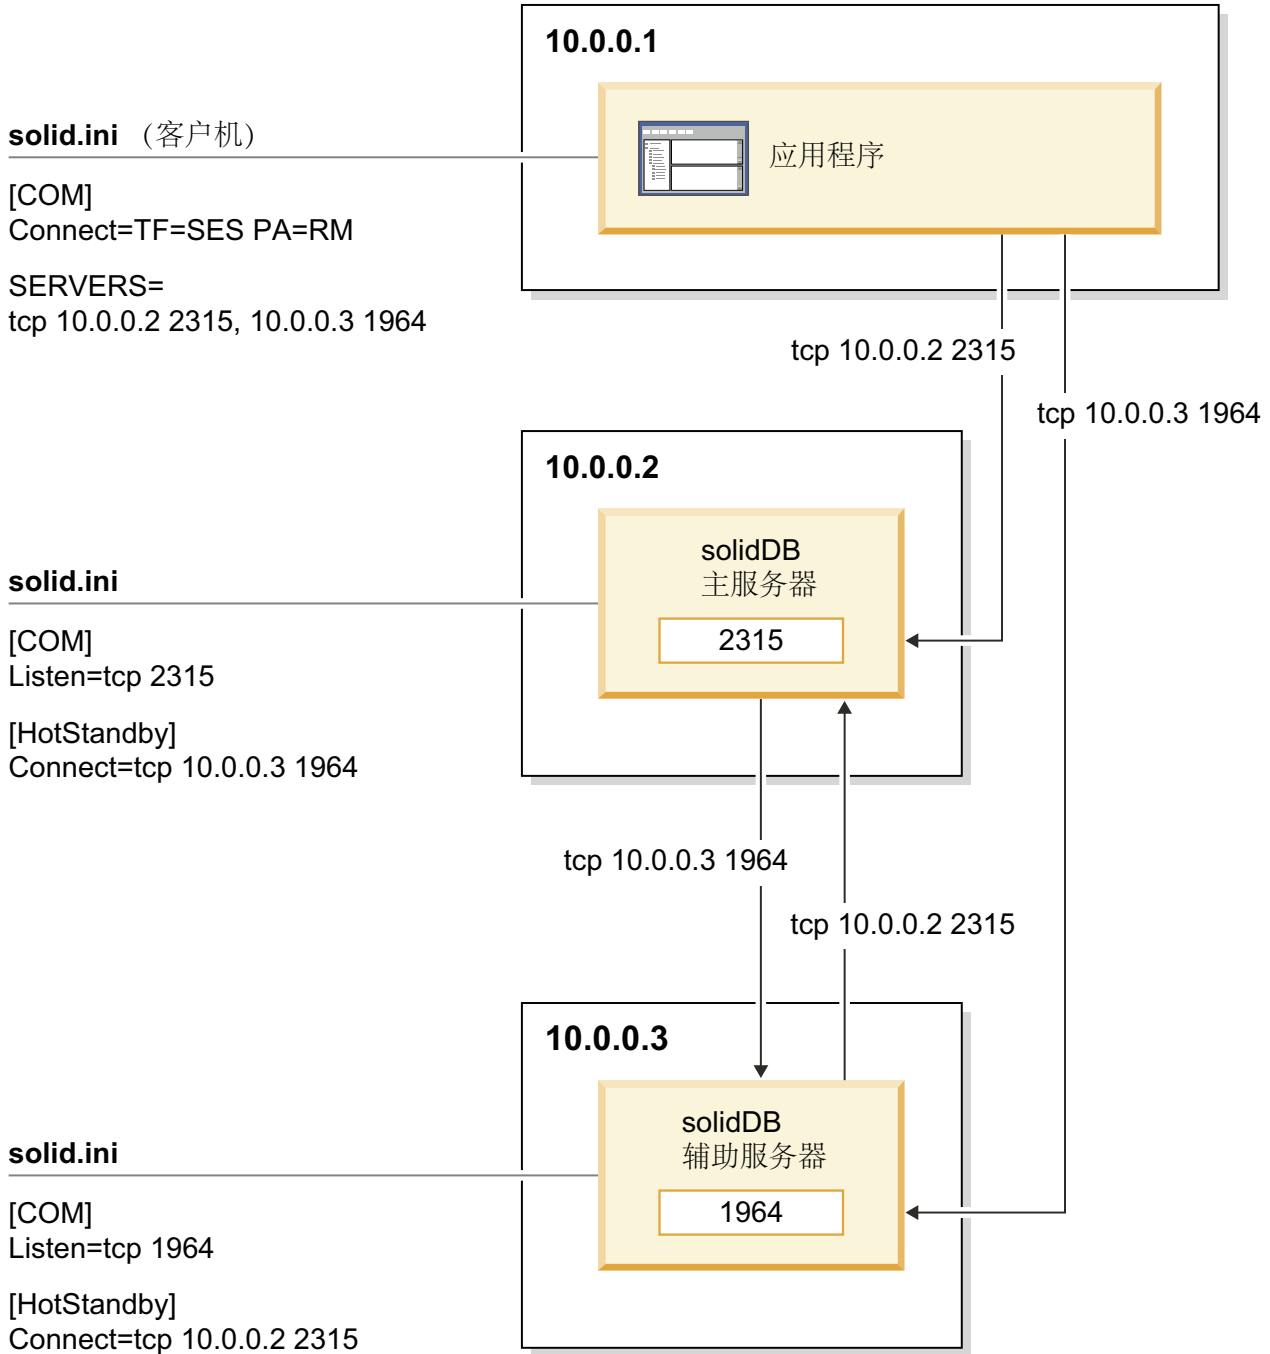 10.0.0.1
solid.ini （客户机）
应用程序
[COM]
Connect=TF=SES PA=RM
SERVERS=
tcp 10.0.0.2 2315, 10.0.0.3 1964
tcp 10.0.0.2 2315
tcp 10.0.0.3 1964
10.0.0.2
solidDB
主服务器
2315
solid.ini
[COM]
Listen=tcp 2315
[HotStandby]
Connect=tcp 10.0.0.3 1964
tcp 10.0.0.3 1964
tcp 10.0.0.2 2315
10.0.0.3
solidDB
辅助服务器
1964
solid.ini
[COM]
Listen=tcp 1964
[HotStandby]
Connect=tcp 10.0.0.2 2315